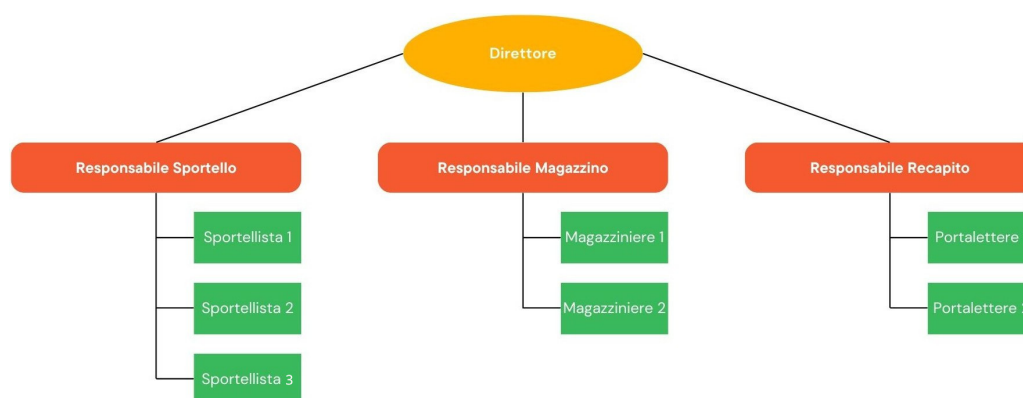 Direttore
Responsabile Sportello
Responsabile Magazzino
Responsabile Recapito
Sportellista 1
Magazziniere 1
Portalettere
Sportellista 2
Magazziniere 2
Portalettere 2
Sportellista 3